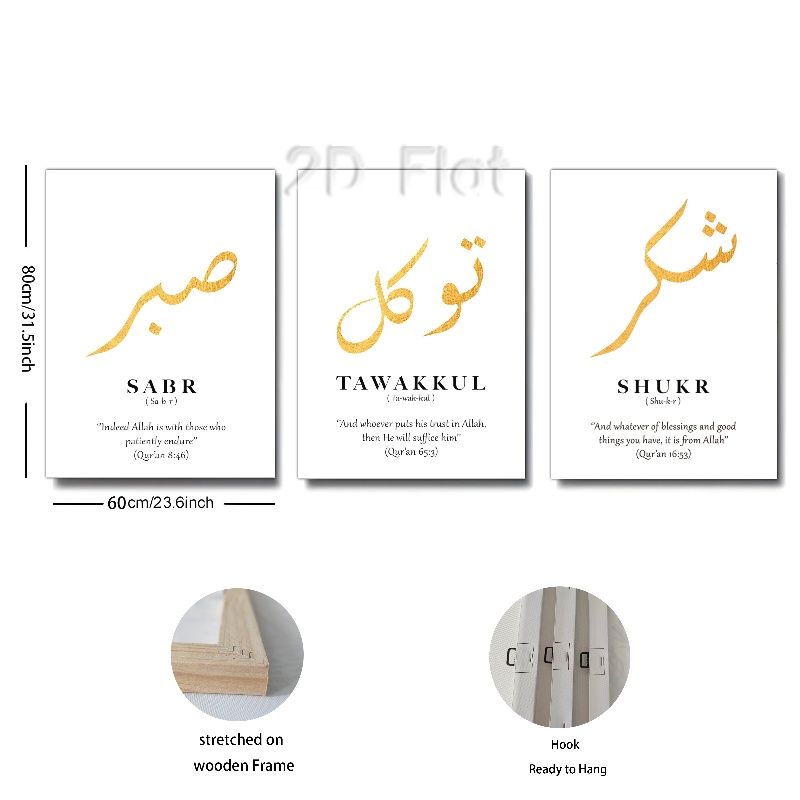 2D Flat
80cm/31.5inch
صبر
SABR
( Sa-b-r )
“Indeed Allah is with those who
patiently endure”
(Qur’an 8:46)
توكل
TAWAKKUL
( Ta-wak-kul )
“And whoever puts his trust in Allah,
then He will suffice him”
(Qur’an 65:3)
شكر
SHUKR
( Shu-k-r )
“And whatever of blessings and good
things you have, it is from Allah”
(Qur’an 16:53)
60cm/23.6inch
stretched on
wooden Frame
Hook
Ready to Hang